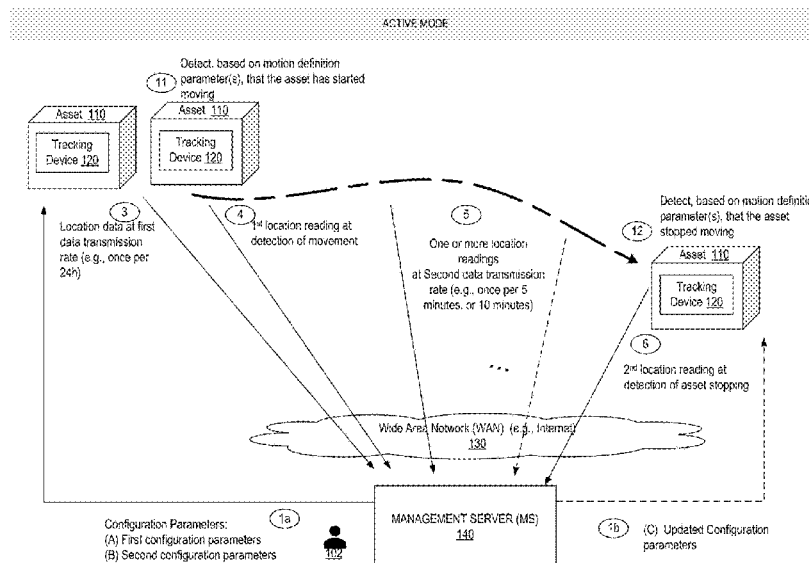 ACTIVE MODE
11
Detect, based on motion definition
parameter(s), that the asset has started
moving
Asset 110
Tracking
Device 120
Asset 110
Tracking
Device 120
3
Location data at first
data transmission
rate (e.g., once per
24h)
4
1st location reading at
detection of movement
5
One or more location
readings
at Second data transmission
rate (e.g., once per 5
minutes, or 10 minutes)
Detect, based on motion definition
parameter(s), that the asset
stopped moving
12
Asset 110
Tracking
Device 120
6
2nd location reading at
detection of asset stopping
...
Wide Area Network (WAN) (e.g., Internet)
130
1a
Configuration Parameters:
(A) First configuration parameters
(B) Second configuration parameters
102
MANAGEMENT SERVER (MS)
140
1b
(C) Updated Configuration
parameters